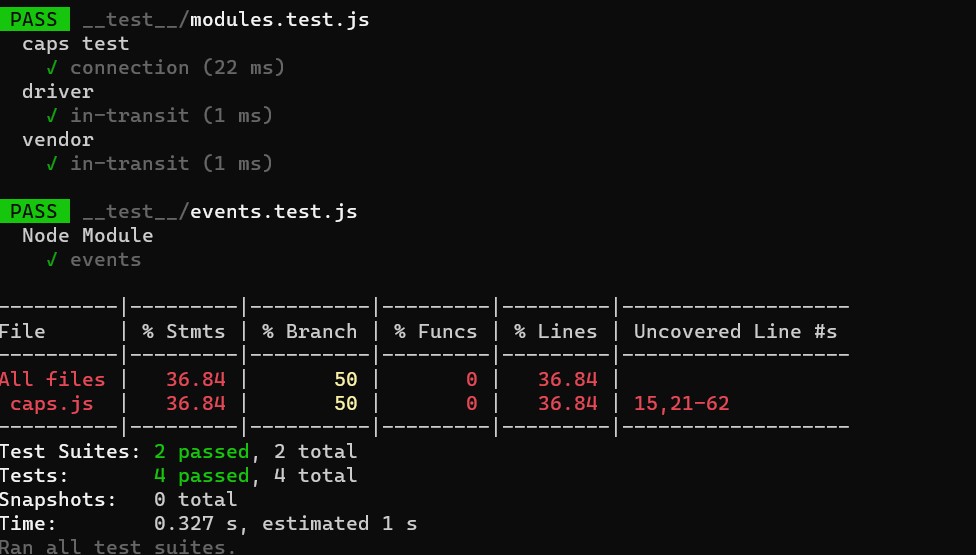 PASS __test__/modules.test.js
caps test
√ connection (22 ms)
driver
√ in-transit (1 ms)
vendor
√ in-transit (1 ms)
PASS __test__/events.test.js
Node Module
√ events
----------|---------|----------|---------|---------|-------------------
File      | % Stmts | % Branch | % Funcs | % Lines | Uncovered Line #s
----------|---------|----------|---------|---------|-------------------
All files |   36.84 |       50 |       0 |   36.84 |
 caps.js  |   36.84 |       50 |       0 |   36.84 | 15,21-62
----------|---------|----------|---------|---------|-------------------
Test Suites: 2 passed, 2 total
Tests:       4 passed, 4 total
Snapshots:   0 total
Time:        0.327 s, estimated 1 s
Ran all test suites.